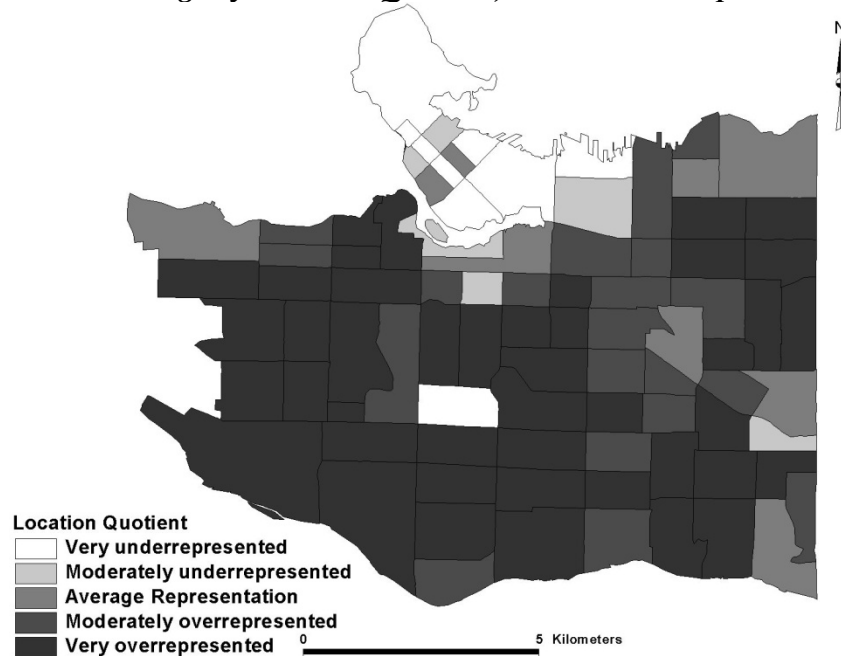 N
Location Quotient
Very underrepresented
Moderately underrepresented
Average Representation
Moderately overrepresented
Very overrepresented
0 5 Kilometers